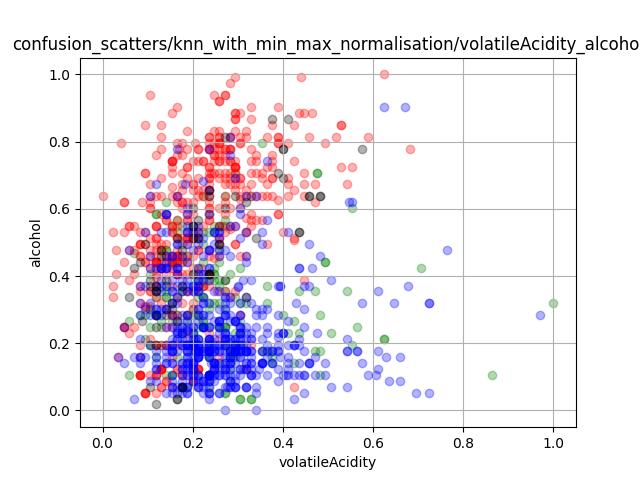 confusion_scatters/knn_with_min_max_normalisation/volatileAcidity_alcoho
1.0
0.8
0.6
0.4
0.2
0.0
alcohol
0.0 0.2 0.4 0.6 0.8 1.0
volatileAcidity